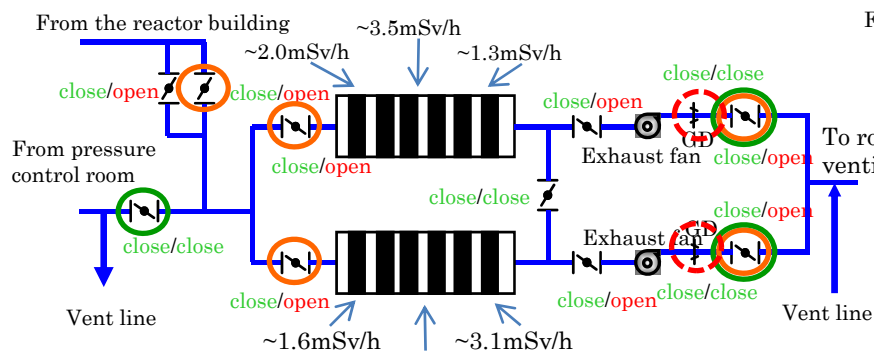 From the reactor building
F
~3.5mSv/h
~2.0mSv/h
~1.3mSv/h
close/close
close/open
close/open
close/open
From pressure
control room
close/open
GD
Exhaust fan
close/open
To ro
venti
close/close
close/close
close/open
GD
Exhaust fan
close/open
close/open
close/close
Vent line
~1.6mSv/h
~3.1mSv/h
Vent line